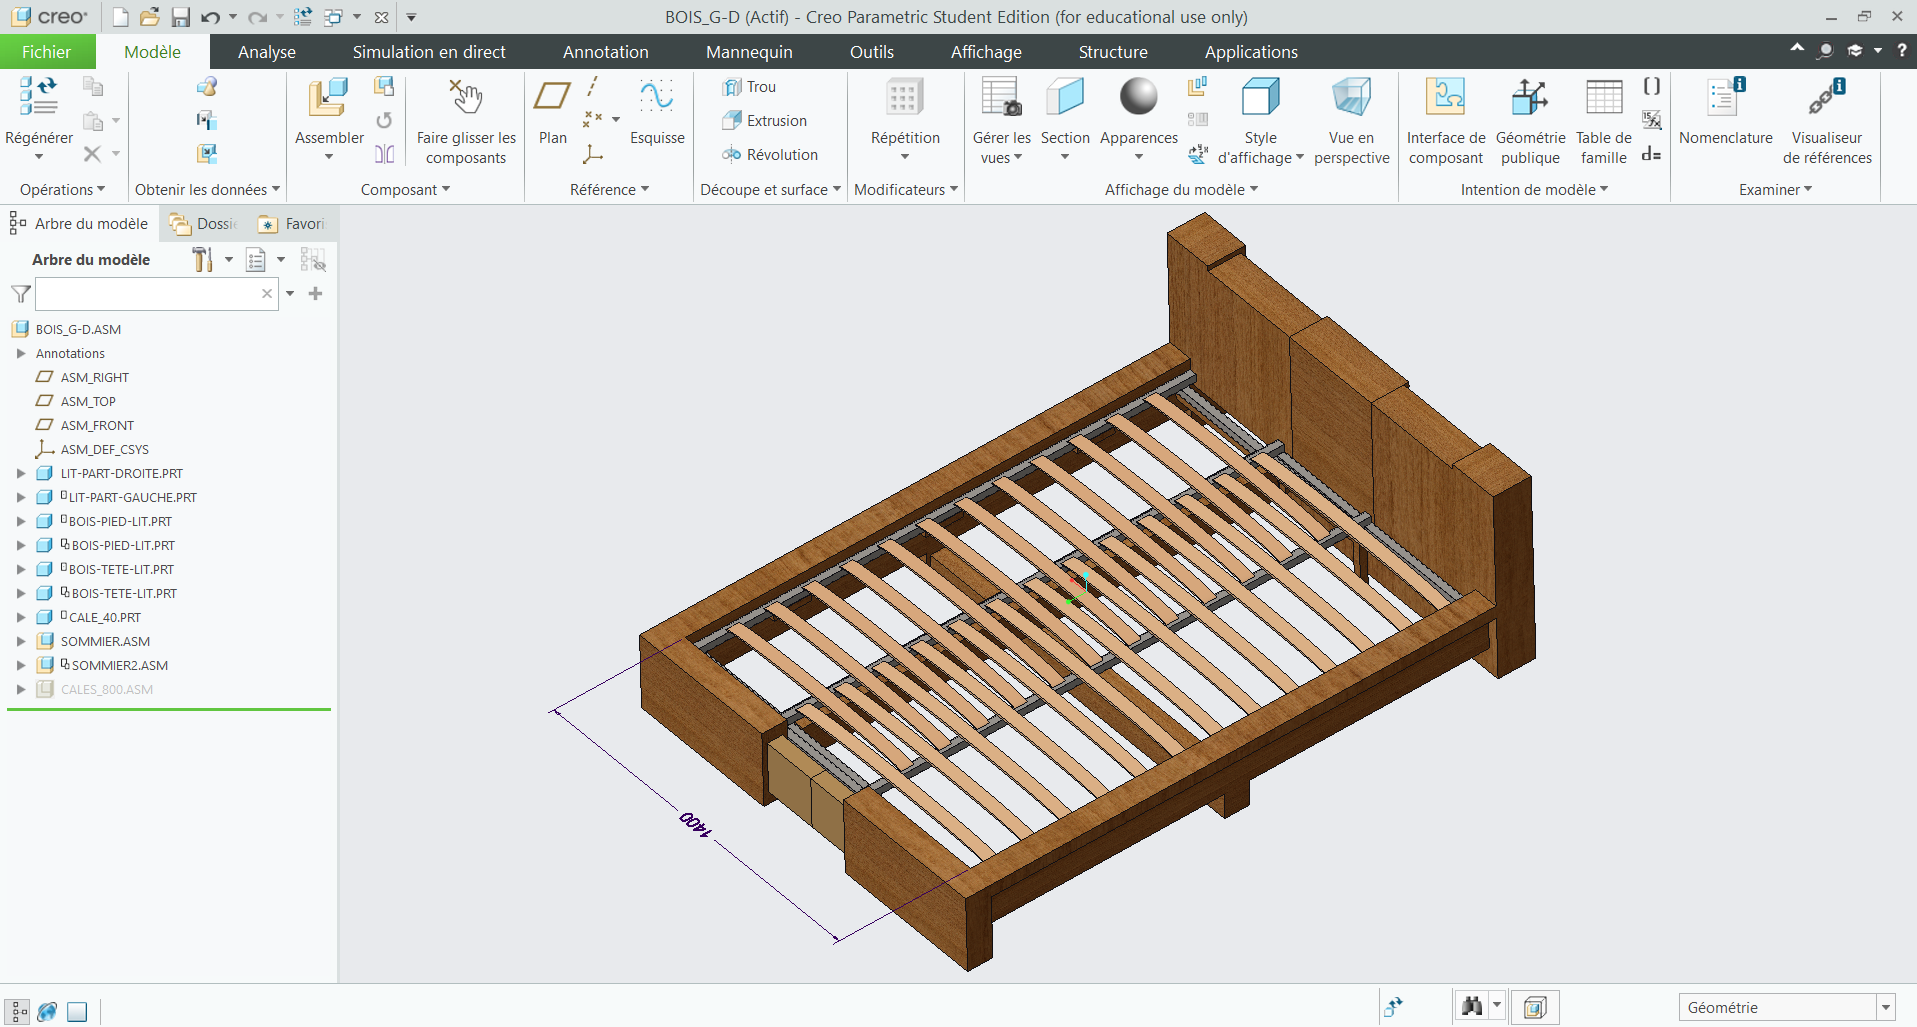 creo
BOIS_G-D (Actif) - Creo Parametric Student Edition (for educational use only)
Fichier Modèle Analyse Simulation en direct Annotation Mannequin Outils Affichage Structure Applications
Régénérer
Opérations
Obtenir les données
Assembler
Faire glisser les composants
Composant
Plan
Esquisse
Référence
Trou
Extrusion
Révolution
Découpe et surface
Répétition
Modificateurs
Gérer les vues
Section
Apparences
Style d'affichage
Vue en perspective
Affichage du modèle
Interface de composant
Géométrie publique
Table de famille
d=
Intention de modèle
Nomenclature
Visualiseur de références
Examiner
Arbre du modèle Dossi Favori
Arbre du modèle
BOIS_G-D.ASM
Annotations
ASM_RIGHT
ASM_TOP
ASM_FRONT
ASM_DEF_CSYS
LIT-PART-DROITE.PRT
LIT-PART-GAUCHE.PRT
BOIS-PIED-LIT.PRT
BOIS-PIED-LIT.PRT
BOIS-TETE-LIT.PRT
BOIS-TETE-LIT.PRT
CALE_40.PRT
SOMMIER.ASM
SOMMIER2.ASM
CALES_800.ASM
1400
Géométrie